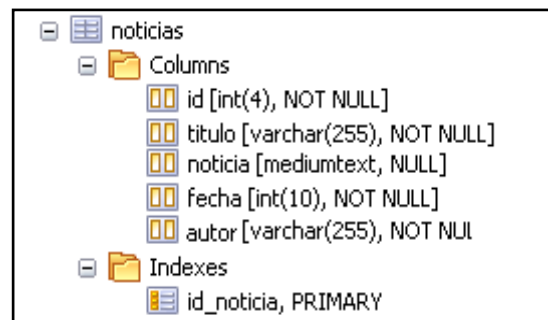 noticias
Columns
id [int(4), NOT NULL]
titulo [varchar(255), NOT NULL]
noticia [mediumtext, NULL]
fecha [int(10), NOT NULL]
autor [varchar(255), NOT NUl
Indexes
id_noticia, PRIMARY